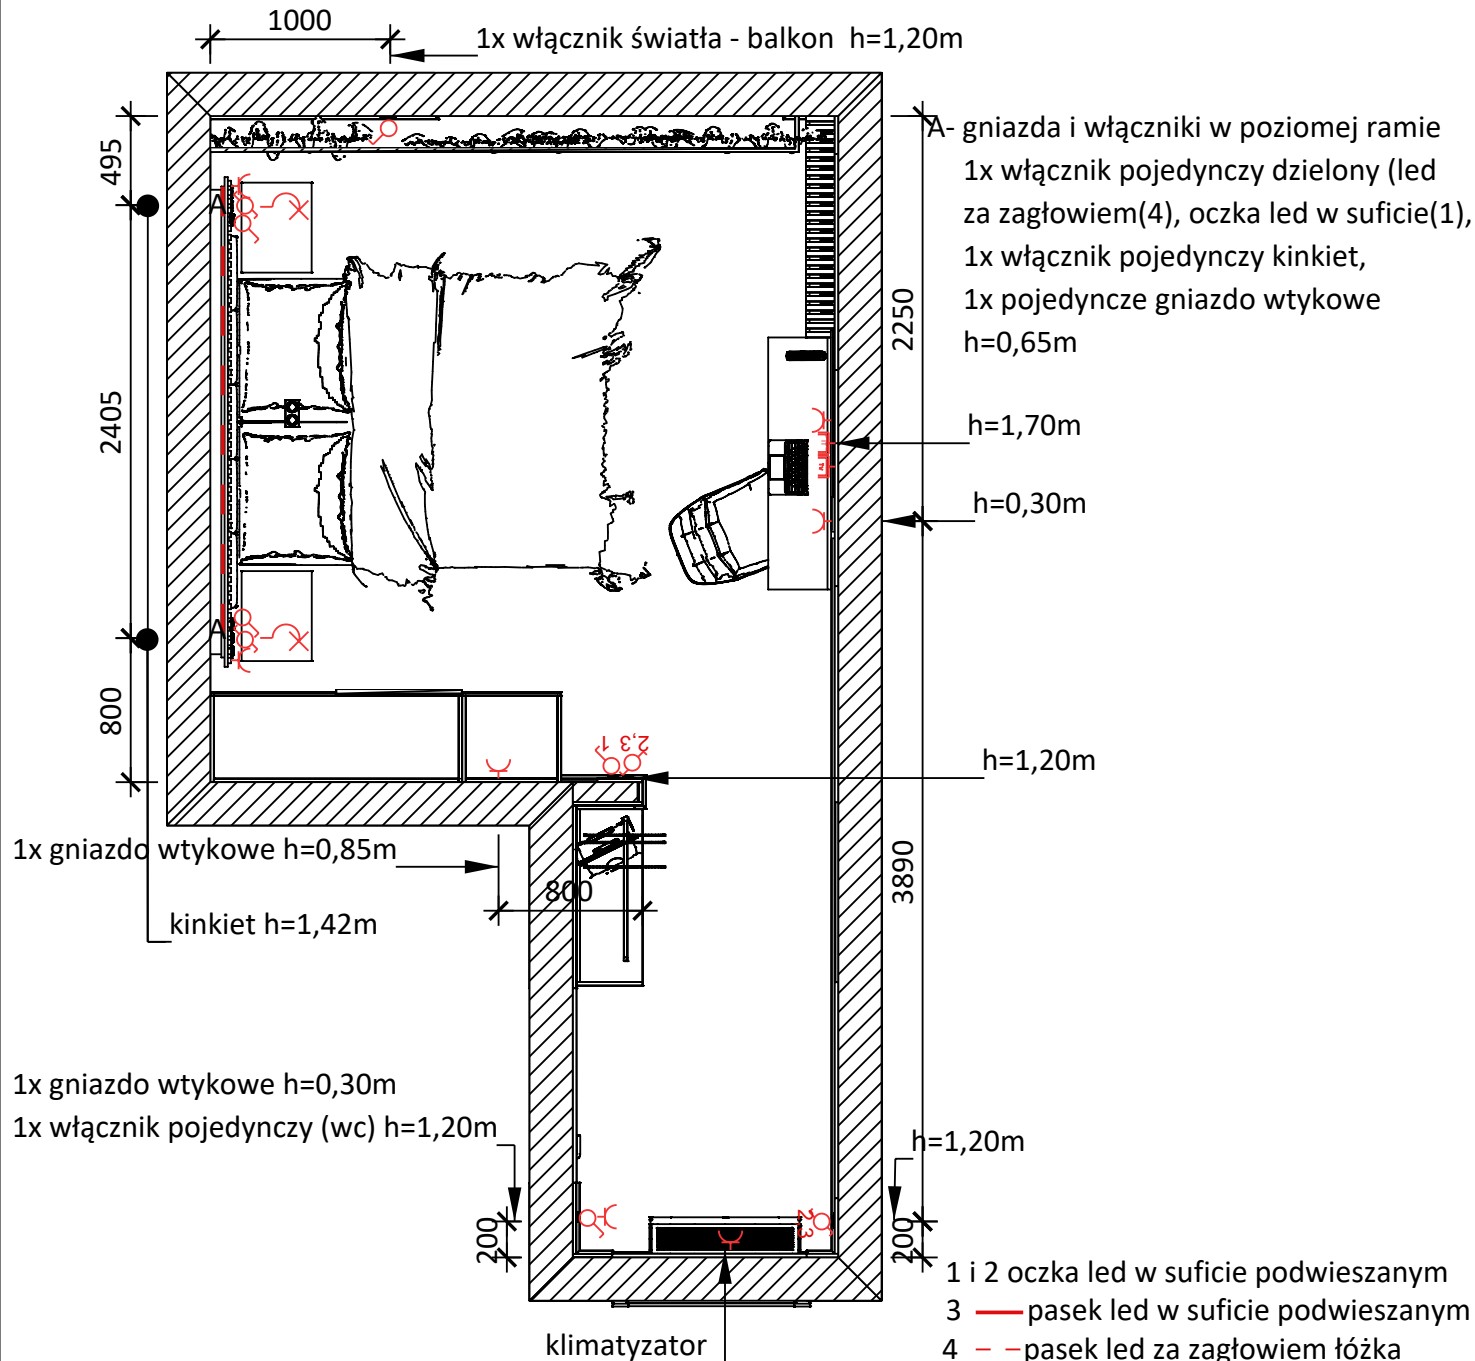 1000
1x włącznik światła - balkon  h=1,20m
495
A- gniazda i włączniki w poziomej ramie
1x włącznik pojedynczy dzielony (led
za zagłowiem(4), oczka led w suficie(1),
1x włącznik pojedynczy kinkiet,
1x pojedyncze gniazdo wtykowe
h=0,65m
A
2250
2405
h=1,70m
h=0,30m
A
800
1
2,3
h=1,20m
1x gniazdo wtykowe h=0,85m
800
3890
kinkiet h=1,42m
1x gniazdo wtykowe h=0,30m
1x włącznik pojedynczy (wc) h=1,20m
h=1,20m
200
2,3
200
1 i 2 oczka led w suficie podwieszanym
3 pasek led w suficie podwieszanym
4 pasek led za zagłowiem łóżka
klimatyzator